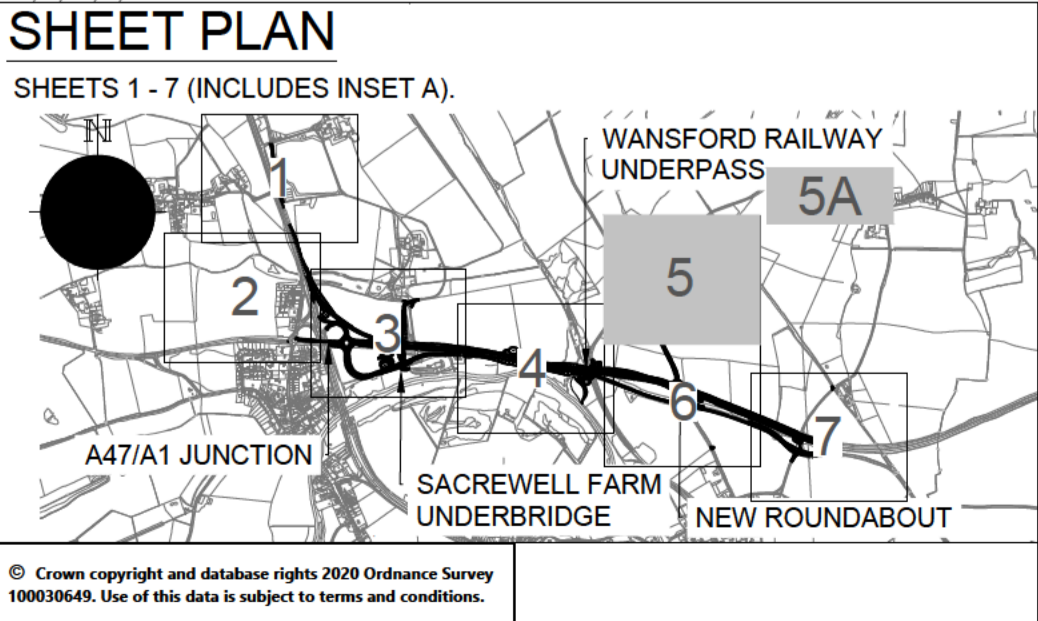 SHEET PLAN
SHEETS 1 - 7 (INCLUDES INSET A).
N
WANSFORD RAILWAY
UNDERPASS
1
5A
2
5
3
4
6
7
A47/A1 JUNCTION
SACREWELL FARM
UNDERBRIDGE
NEW ROUNDABOUT
© Crown copyright and database rights 2020 Ordnance Survey
100030649. Use of this data is subject to terms and conditions.